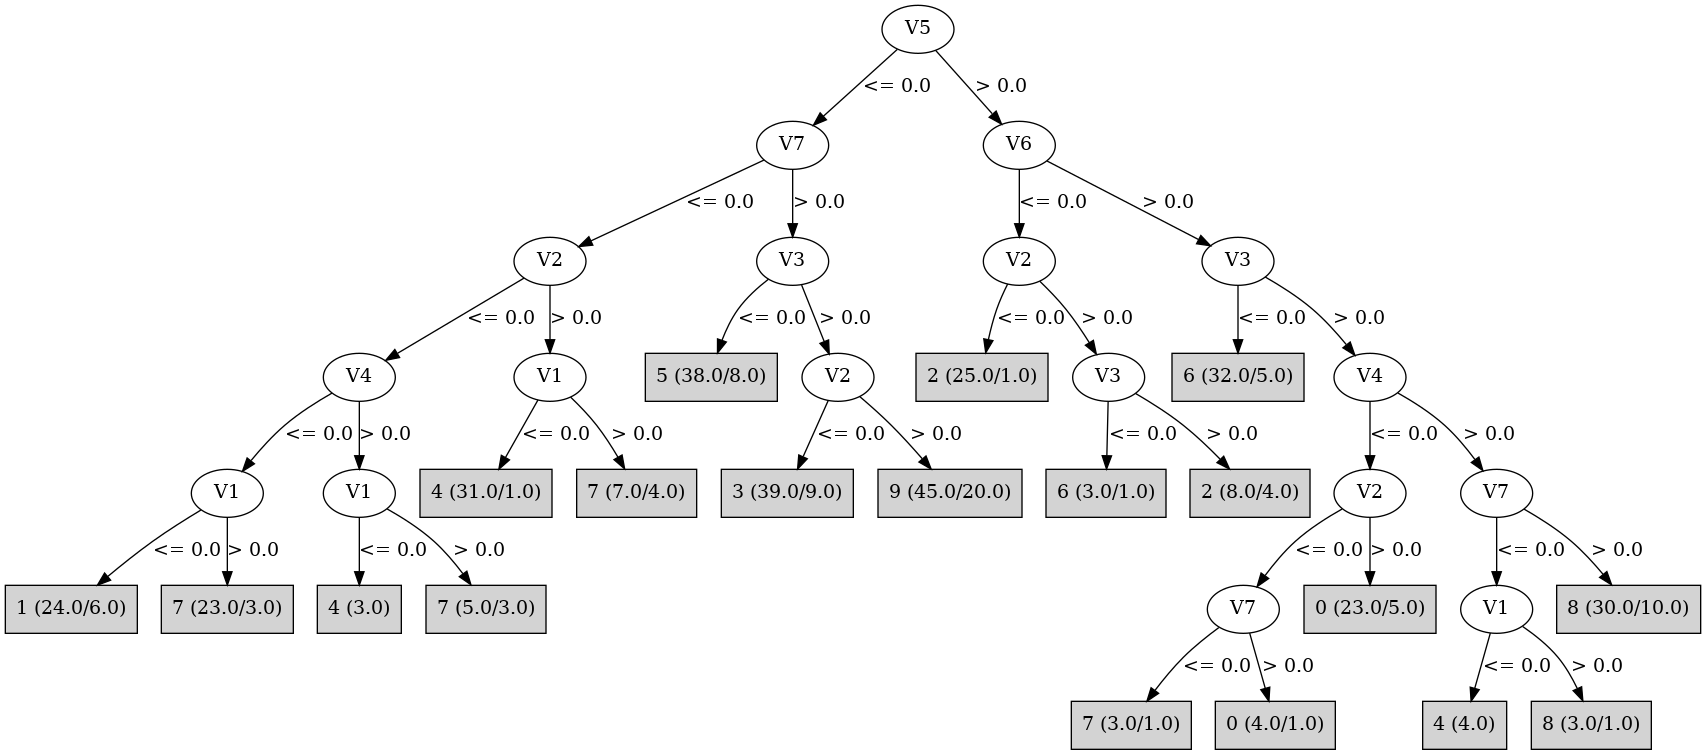 V5
<= 0.0 > 0.0
V7 V6
<= 0.0 > 0.0 <= 0.0 > 0.0
V2 V3 V2 V3
<= 0.0 > 0.0 <= 0.0 > 0.0 <= 0.0 > 0.0 <= 0.0 > 0.0
V4 V1 5 (38.0/8.0) V2 2 (25.0/1.0) V3 6 (32.0/5.0) V4
<= 0.0 > 0.0 <= 0.0 > 0.0 <= 0.0 > 0.0 <= 0.0 > 0.0 <= 0.0 > 0.0
V1 V1 4 (31.0/1.0) 7 (7.0/4.0) 3 (39.0/9.0) 9 (45.0/20.0) 6 (3.0/1.0) 2 (8.0/4.0) V2 V7
<= 0.0 > 0.0 <= 0.0 > 0.0 <= 0.0 > 0.0 <= 0.0 > 0.0
1 (24.0/6.0) 7 (23.0/3.0) 4 (3.0) 7 (5.0/3.0) V7 0 (23.0/5.0) V1 8 (30.0/10.0)
<= 0.0 > 0.0 <= 0.0 > 0.0
7 (3.0/1.0) 0 (4.0/1.0) 4 (4.0) 8 (3.0/1.0)